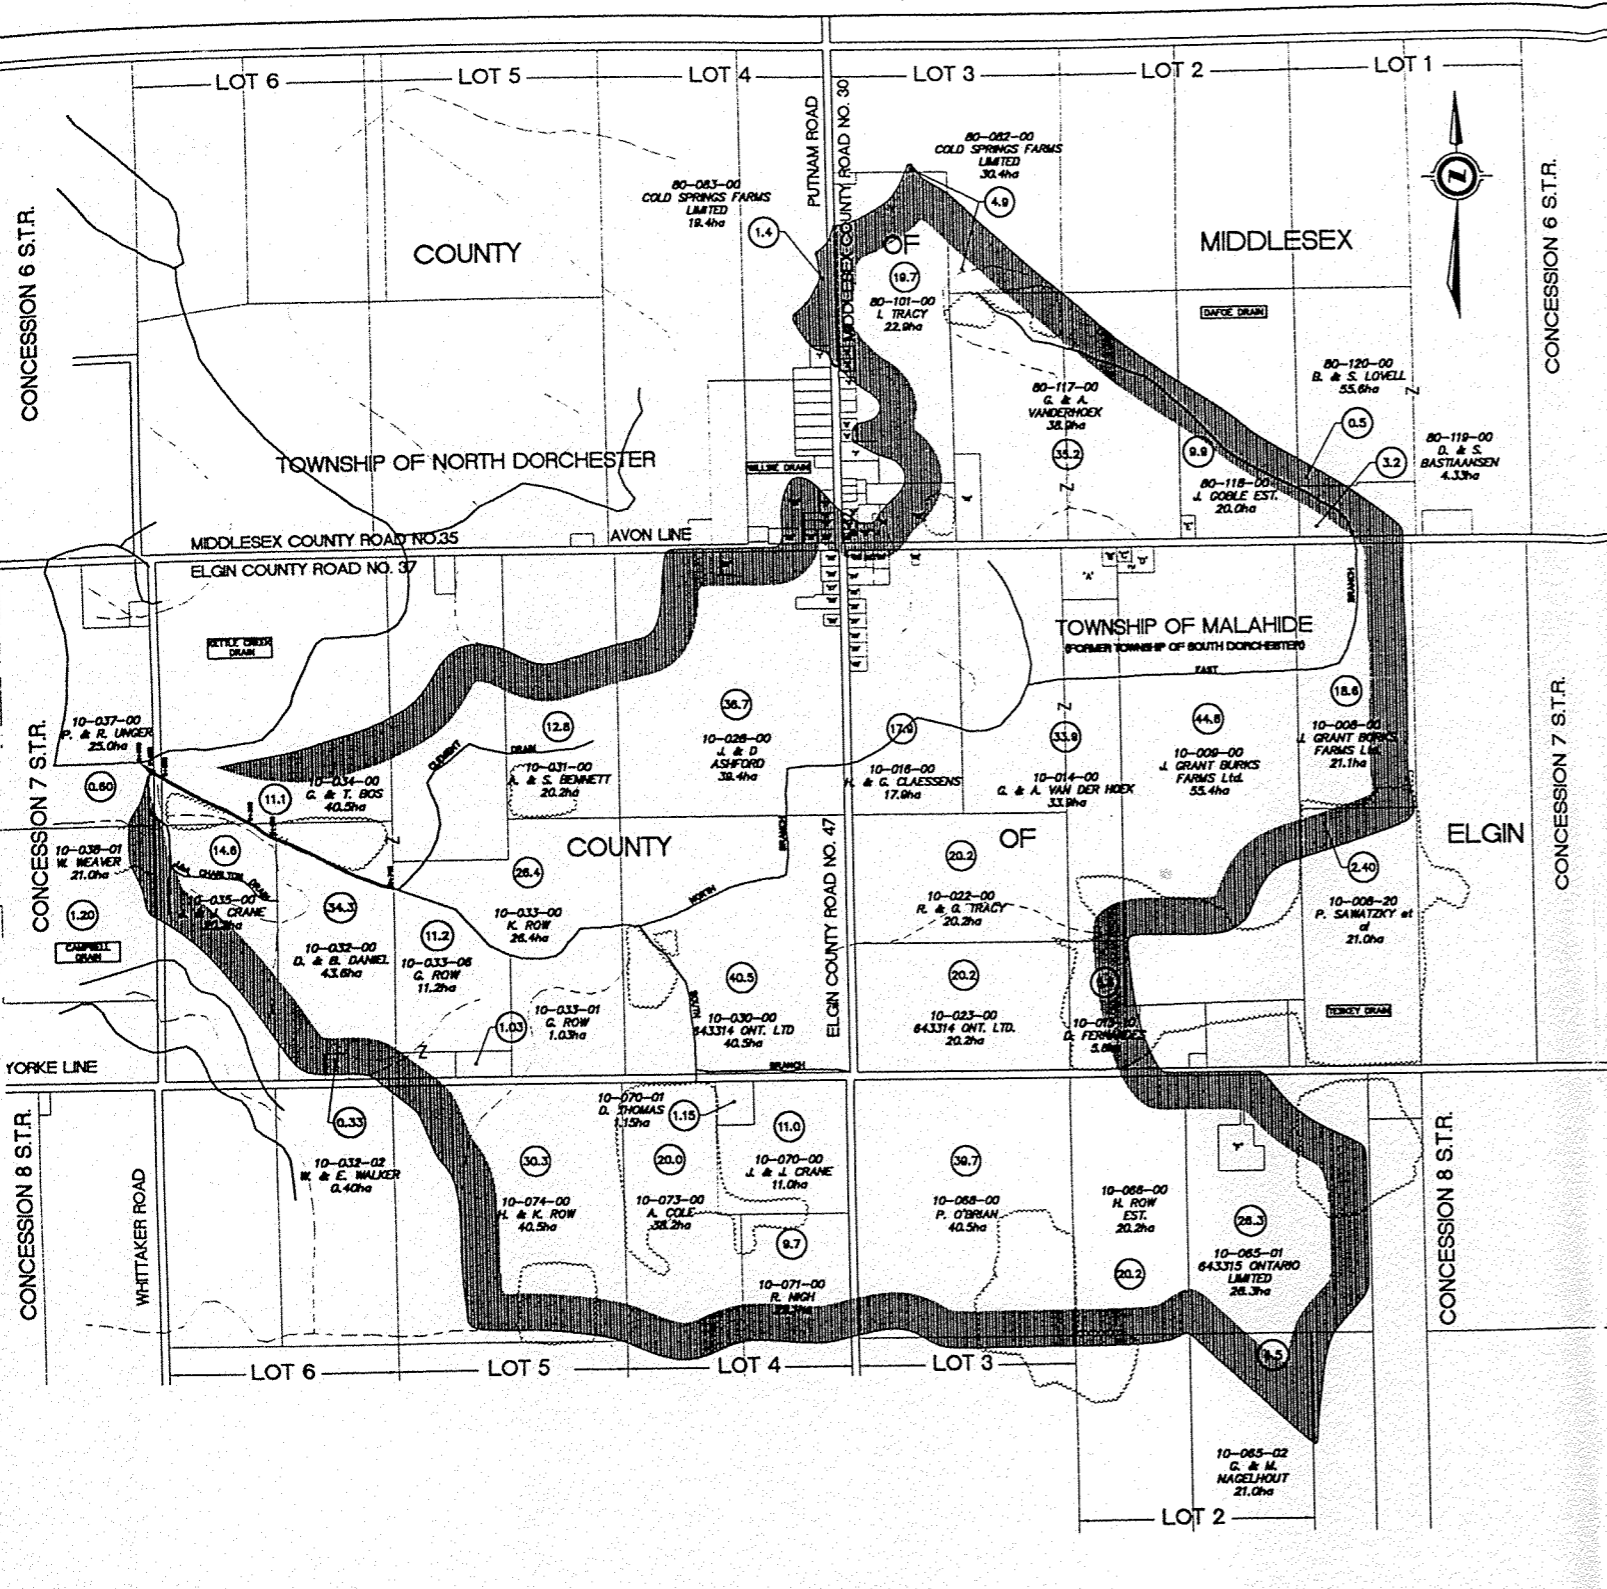 LOT 6
LOT 5
LOT 4
LOT 3
LOT 2
LOT 1
PUTNAM ROAD
MIDDLESEX COUNTY ROAD NO. 30
80-082-00
COLD SPRINGS FARMS
LIMITED
30.4ha
4.9
80-083-00
COLD SPRINGS FARMS
LIMITED
19.4ha
1.4
CONCESSION 6 S.T.R.
COUNTY
OF
MIDDLESEX
CONCESSION 6 S.T.R.
19.7
80-101-00
I. TRACY
22.9ha
DAFOE DRAIN
80-120-00
B. & S. LOVELL
55.6ha
0.5
80-117-00
G. & A.
VANDERHOEK
38.9ha
35.2
9.9
80-118-00
J. GOBLE EST.
20.0ha
3.2
80-119-00
D. & S.
BASTIAANSEN
4.33ha
TOWNSHIP OF NORTH DORCHESTER
MIDDLESEX COUNTY ROAD NO.35
AVON LINE
ELGIN COUNTY ROAD NO. 37
"A"
BRANCH
TOWNSHIP OF MALAHIDE
(FORMER TOWNSHIP OF SOUTH DORCHESTER)
EAST
KETTLE CREEK
DRAIN
10-037-00
P. & R. UNGER
25.0ha
0.60
12.8
10-031-00
A. & S. BENNETT
20.2ha
CLEMENT
DRAIN
36.7
10-028-00
J. & D
ASHFORD
39.4ha
17.9
10-016-00
H. & G. CLAESSENS
17.9ha
33.9
10-014-00
G. & A. VAN DER HOEK
33.9ha
44.8
10-009-00
J. GRANT BURKS
FARMS Ltd.
55.4ha
18.6
10-008-00
J. GRANT BURKS
FARMS Ltd.
21.1ha
CONCESSION 7 S.T.R.
CONCESSION 7 S.T.R.
11.1
10-034-00
G. & T. BOS
40.5ha
10-038-01
W. WEAVER
21.0ha
1.20
CAMPBELL
DRAIN
14.6
CHARLTON DRAIN
10-035-00
J. & J. CRANE
34.3
10-032-00
D. & B. DANIEL
43.6ha
26.4
10-033-00
K. ROW
26.4ha
11.2
10-033-06
G. ROW
11.2ha
1.03
10-033-01
G. ROW
1.03ha
COUNTY
OF
ELGIN
BRANCH
NORTH
SOUTH
BRANCH
ELGIN COUNTY ROAD NO. 47
40.5
10-030-00
643314 ONT. LTD
40.5ha
20.2
10-022-00
R. & G. TRACY
20.2ha
20.2
10-023-00
643314 ONT. LTD.
20.2ha
D. FERNANDES
2.40
10-008-20
P. SAWATZKY et
al
21.0ha
TERKEY DRAIN
YORKE LINE
CONCESSION 8 S.T.R.
WHITTAKER ROAD
0.33
10-032-02
W. & E. WALKER
0.40ha
30.3
10-074-00
H. & K. ROW
40.5ha
10-070-01
D. THOMAS
1.15ha
1.15
20.0
10-073-00
A. COLE
38.2ha
11.0
10-070-00
J. & J. CRANE
11.0ha
9.7
10-071-00
R. HIGH
39.7
10-068-00
P. O'BRIAN
40.5ha
10-066-00
H. ROW
EST.
20.2ha
20.2
26.3
10-065-01
643315 ONTARIO
LIMITED
26.3ha
CONCESSION 8 S.T.R.
10-065-02
G. & M.
NAGELHOUT
21.0ha
LOT 6
LOT 5
LOT 4
LOT 3
LOT 2